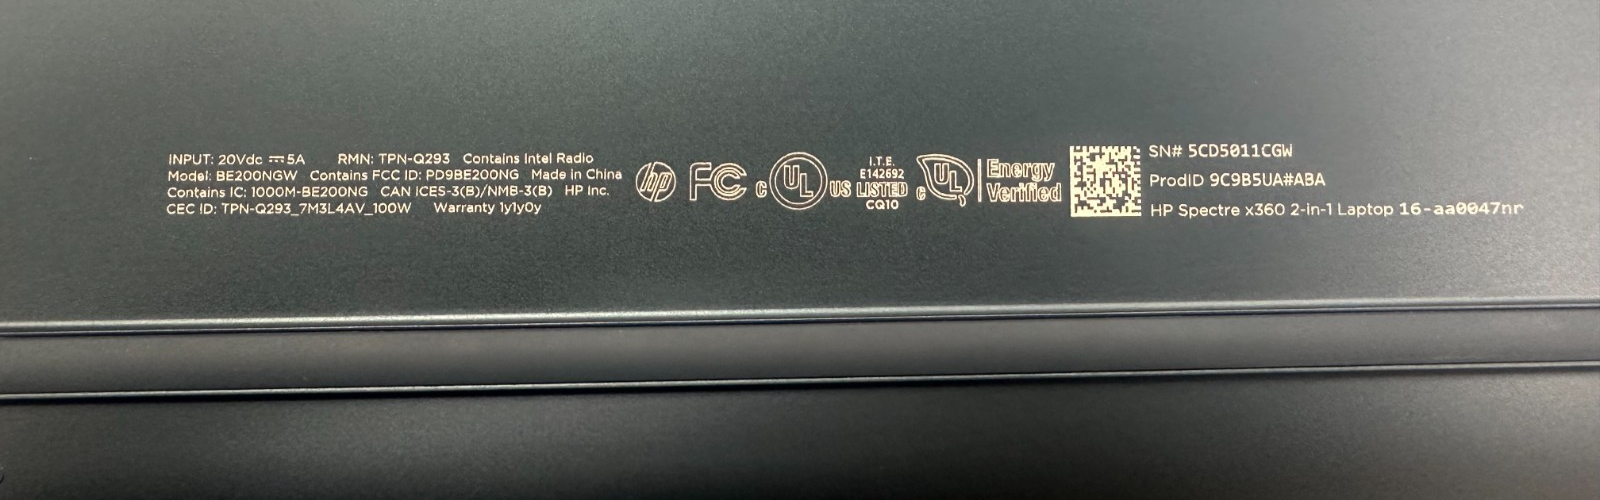 INPUT: 20Vdc ⎓ 5A RMN: TPN-Q293 Contains Intel Radio
Model: BE200NGW Contains FCC ID: PD9BE200NG Made in China
Contains IC: 1000M-BE200NG CAN ICES-3(B)/NMB-3(B) HP Inc.
CEC ID: TPN-Q293_7M3L4AV_100W Warranty 1y1y0y
hp
FC
c UL US
I.T.E.
E142692
LISTED
CQ10
c UL
Energy
Verified
SN# 5CD5011CGW
ProdID 9C9B5UA#ABA
HP Spectre x360 2-in-1 Laptop 16-aa0047nr